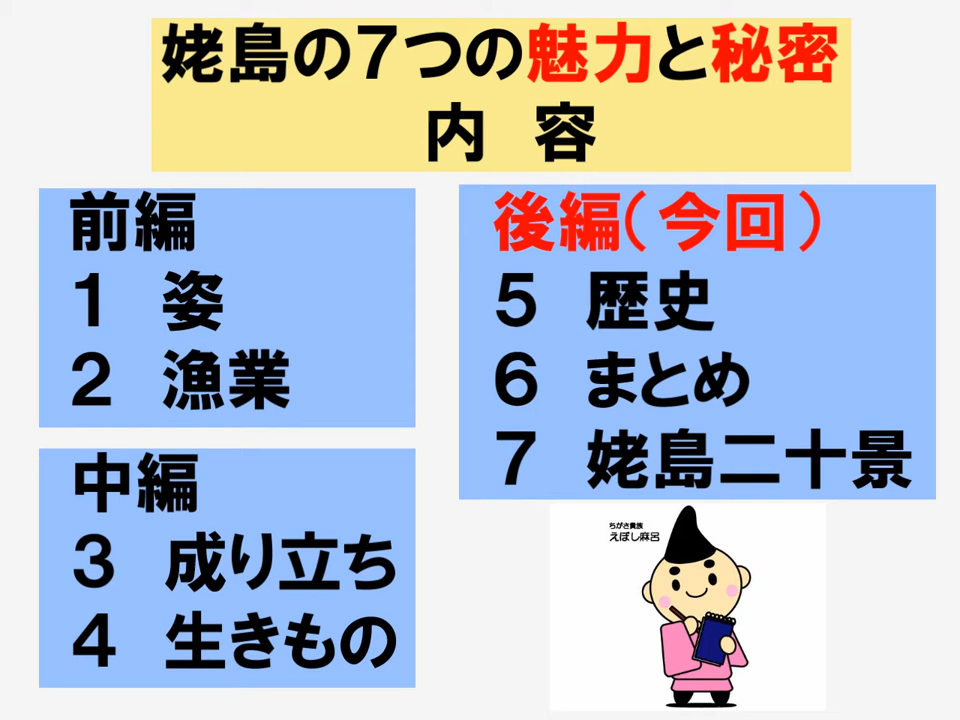 姥島の７つの魅力と秘密
内　容
前編
１　姿
２　漁業
中編
３　成り立ち
４　生きもの
後編（今回）
５　歴史
６　まとめ
７　姥島二十景
ちがさき貴族
えぼし麻呂